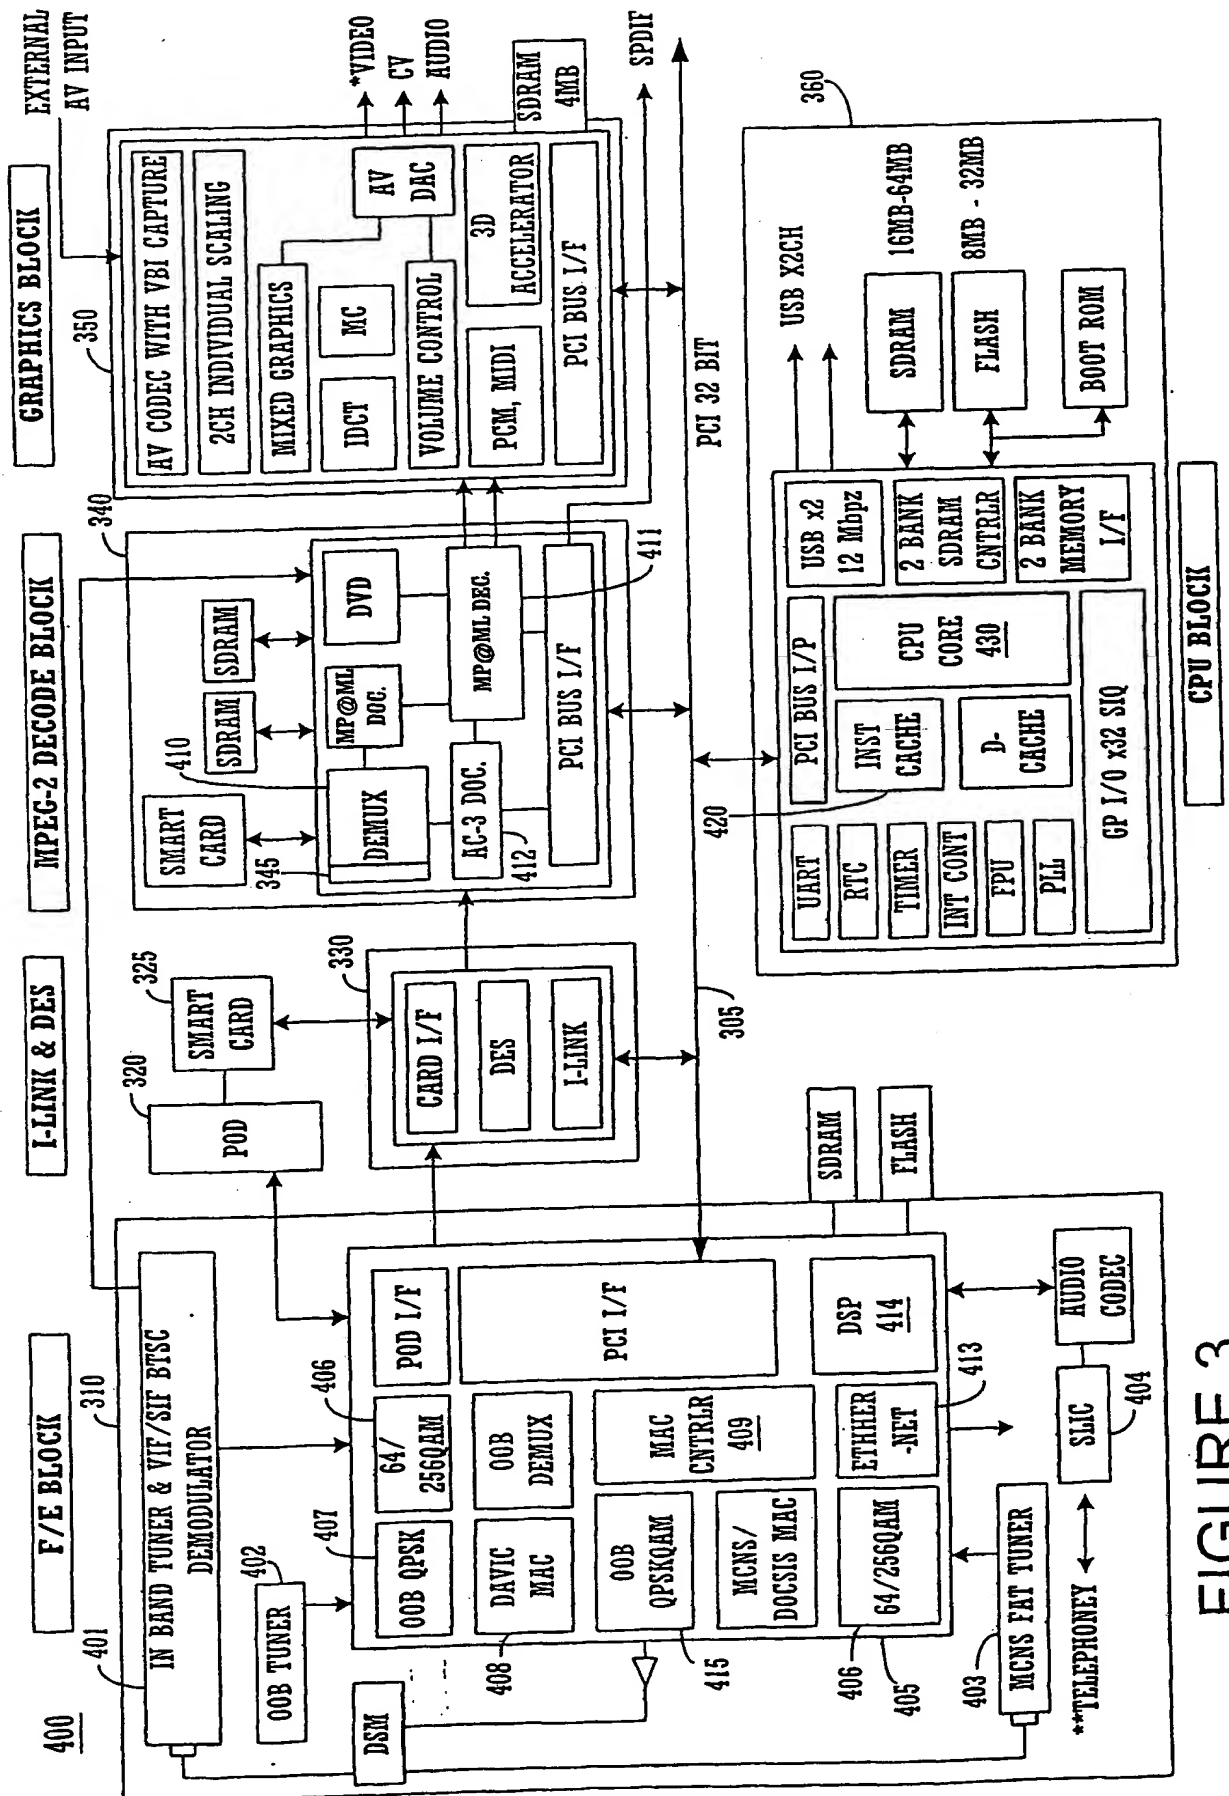 400
F/E BLOCK
I-LINK & DES
MPEG-2 DECODE BLOCK
GRAPHICS BLOCK
EXTERNAL
AV INPUT
310
401
IN BAND TUNER & VIF/SIF BTSC
DEMODULATOR
402
OOB TUNER
DSM
407
OOB QPSK
406
64/
256QAM
POD I/F
408
DAVIC
MAC
OOB
DEMUX
PCI I/F
415
OOB
QPSKQAM
MAC
CNTRLR
409
MCNS/
DOCSIS MAC
406
64/256QAM
405
ETHHER
-NET
413
DSP
414
SDRAM
FLASH
403
MCNS FAT TUNER
**TELEPHONEY
SLIC
404
AUDIO
CODEC
320
POD
325
SMART
CARD
330
CARD I/F
DES
I-LINK
305
340
SMART
CARD
SDRAM
SDRAM
345
410
DEMUX
MP@ML
DOC.
DVD
412
AC-3 DOC.
MP@ML DEC.
411
PCI BUS I/F
350
AV CODEC WITH VBI CAPTURE
2CH INDIVIDUAL SCALING
MIXED GRAPHICS
IDCT
MC
AV
DAC
VOLUME CONTROL
PCM, MIDI
3D
ACCELERATOR
PCI BUS I/F
*VIDEO
CV
AUDIO
SDRAM
4MB
SPDIF
PCI 32 BIT
360
UART
RTC
TIMER
INT CONT
FPU
PLL
PCI BUS I/P
420
INST
CACHE
D-
CACHE
CPU
CORE
430
GP I/O x32 SIQ
USB x2
12 Mbpz
2 BANK
SDRAM
CNTRLR
2 BANK
MEMORY
I/F
USB X2CH
SDRAM
16MB-64MB
FLASH
8MB - 32MB
BOOT ROM
CPU BLOCK
FIGURE 3